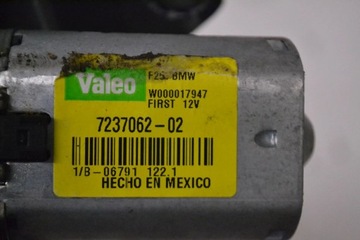 Valeo
F25 BMW
W000017947
FIRST 12V
7237062-02
1/B-06791 122.1
HECHO EN MEXICO